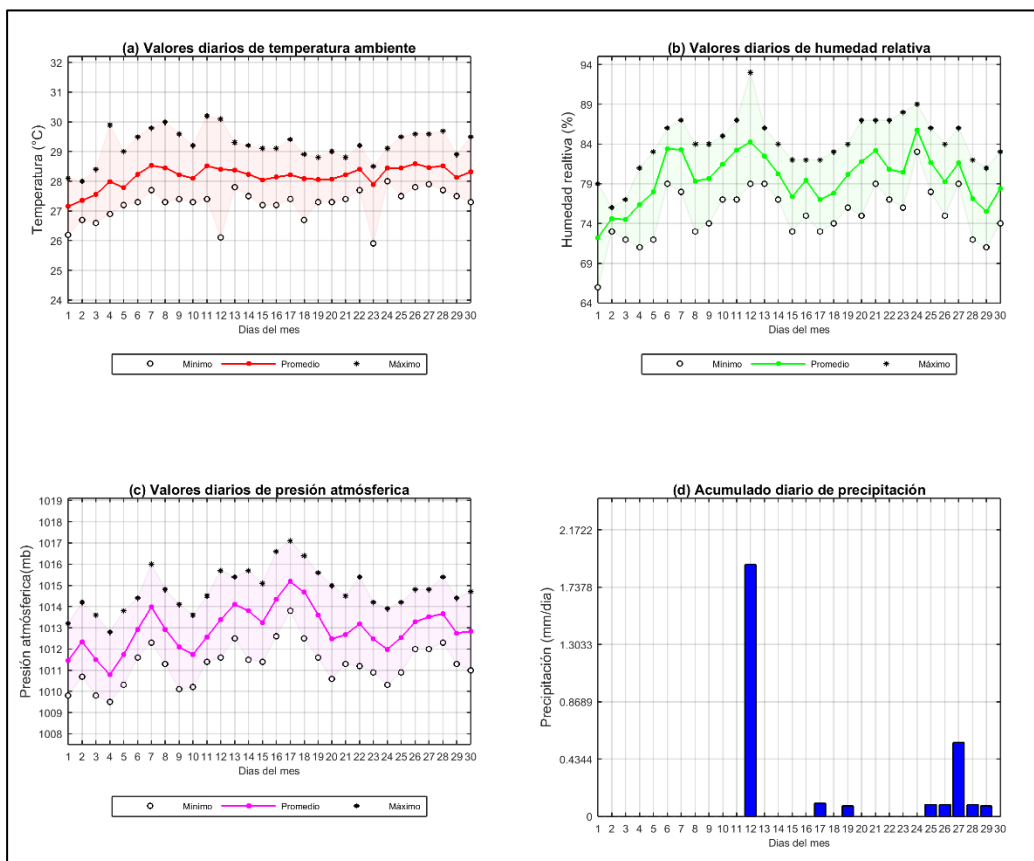 (a) Valores diarios de temperatura ambiente
32
31
30
29
28
27
26
25
24
Temperatura (°C)
1 2 3 4 5 6 7 8 9 10 11 12 13 14 15 16 17 18 19 20 21 22 23 24 25 26 27 28 29 30
Dias del mes
Mínimo Promedio Máximo
(b) Valores diarios de humedad relativa
94
89
84
79
74
69
64
Humedad realtiva (%)
1 2 3 4 5 6 7 8 9 10 11 12 13 14 15 16 17 18 19 20 21 22 23 24 25 26 27 28 29 30
Dias del mes
Mínimo Promedio Máximo
(c) Valores diarios de presión atmósferica
1019
1018
1017
1016
1015
1014
1013
1012
1011
1010
1009
1008
Presión atmósferica(mb)
1 2 3 4 5 6 7 8 9 10 11 12 13 14 15 16 17 18 19 20 21 22 23 24 25 26 27 28 29 30
Dias del mes
Mínimo Promedio Máximo
(d) Acumulado diario de precipitación
2.1722
1.7378
1.3033
0.8689
0.4344
0
Precipitación (mm/dia)
1 2 3 4 5 6 7 8 9 10 11 12 13 14 15 16 17 18 19 20 21 22 23 24 25 26 27 28 29 30
Dias del mes